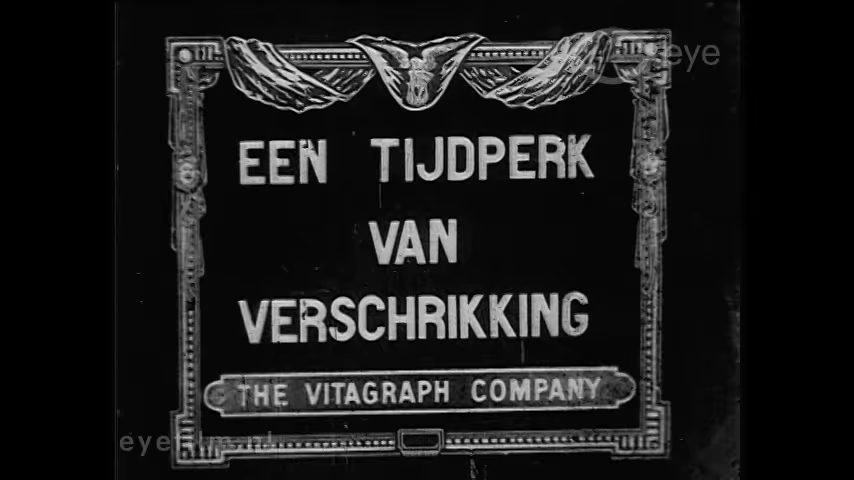 eye
EEN TIJDPERK
VAN
VERSCHRIKKING
THE VITAGRAPH COMPANY
eyefilm.nl